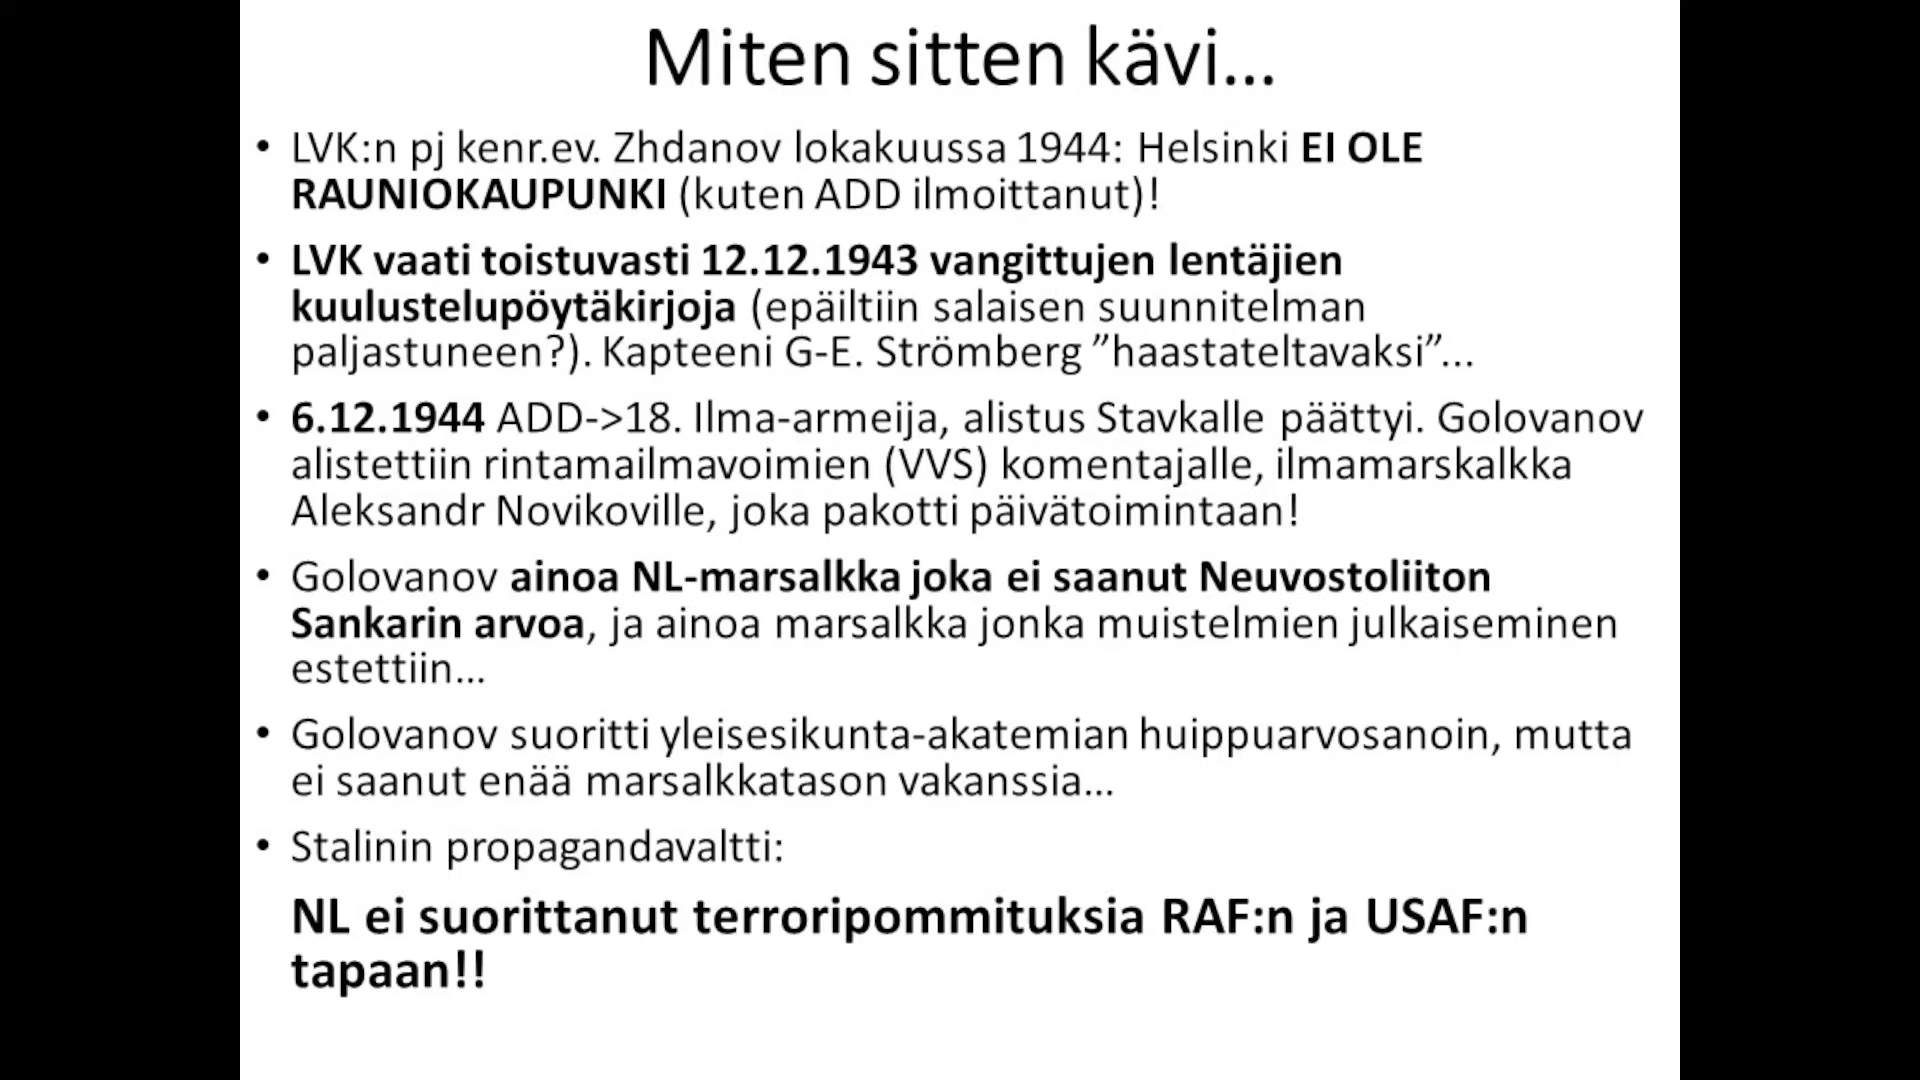 Miten sitten kävi...
• LVK:n pj kenr.ev. Zhdanov lokakuussa 1944: Helsinki EI OLE
RAUNIOKAUPUNKI (kuten ADD ilmoittanut)!
• LVK vaati toistuvasti 12.12.1943 vangittujen lentäjien
kuulustelupöytäkirjoja (epäiltiin salaisen suunnitelman
paljastuneen?). Kapteeni G-E. Strömberg ”haastateltavaksi”...
• 6.12.1944 ADD->18. Ilma-armeija, alistus Stavkalle päättyi. Golovanov
alistettiin rintamailmavoimien (VVS) komentajalle, ilmamarskalkka
Aleksandr Novikoville, joka pakotti päivätoimintaan!
• Golovanov ainoa NL-marsalkka joka ei saanut Neuvostoliiton
Sankarin arvoa, ja ainoa marsalkka jonka muistelmien julkaiseminen
estettiin...
• Golovanov suoritti yleisesikunta-akatemian huippuarvosanoin, mutta
ei saanut enää marsalkkatason vakanssia...
• Stalinin propagandavaltti:
NL ei suorittanut terroripommituksia RAF:n ja USAF:n
tapaan!!